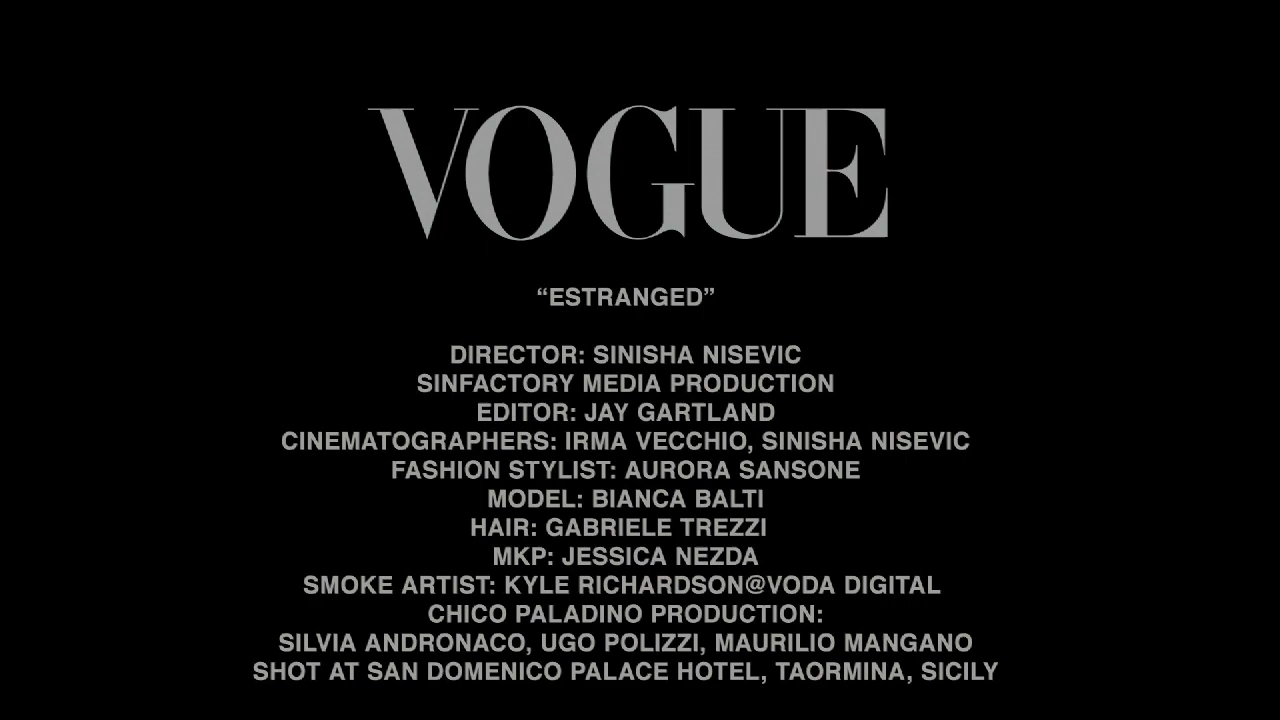 VOGUE
“ESTRANGED”
DIRECTOR: SINISHA NISEVIC
SINFACTORY MEDIA PRODUCTION
EDITOR: JAY GARTLAND
CINEMATOGRAPHERS: IRMA VECCHIO, SINISHA NISEVIC
FASHION STYLIST: AURORA SANSONE
MODEL: BIANCA BALTI
HAIR: GABRIELE TREZZI
MKP: JESSICA NEZDA
SMOKE ARTIST: KYLE RICHARDSON@VODA DIGITAL
CHICO PALADINO PRODUCTION:
SILVIA ANDRONACO, UGO POLIZZI, MAURILIO MANGANO
SHOT AT SAN DOMENICO PALACE HOTEL, TAORMINA, SICILY